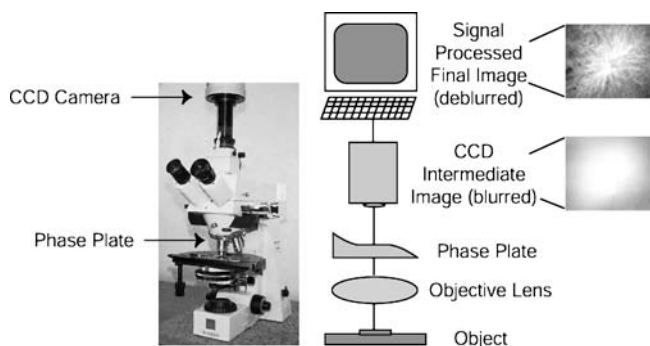 CCD Camera
Phase Plate
Signal
Processed
Final Image
(deblurred)
CCD
Intermediate
Image (blurred)
Phase Plate
Objective Lens
Object